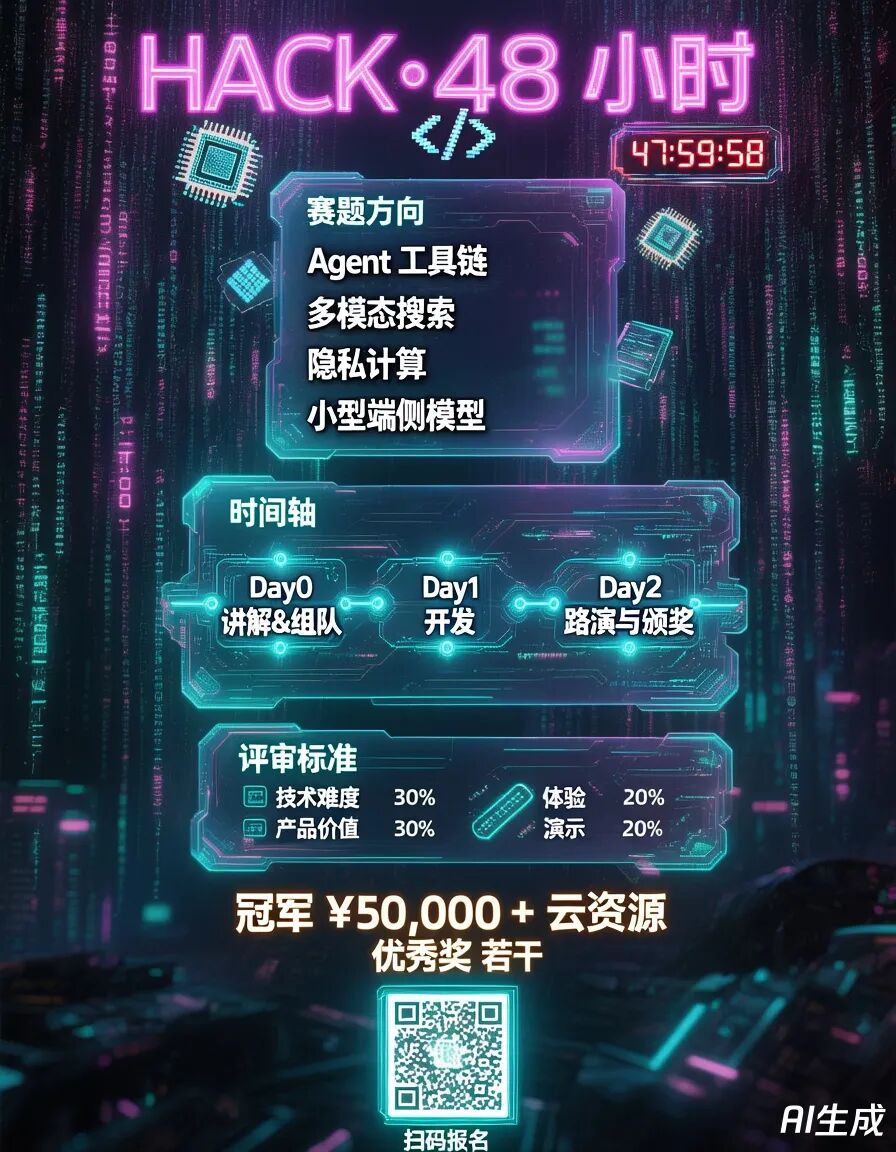 HACK·48 小时
</>
47:59:58
赛题方向
Agent 工具链
多模态搜索
隐私计算
小型端侧模型
时间轴
Day0
讲解&组队
Day1
开发
Day2
路演与颁奖
评审标准
技术难度 30%
体验 20%
产品价值 30%
演示 20%
冠军 ¥50,000 + 云资源
优秀奖 若干
扫码报名
AI生成